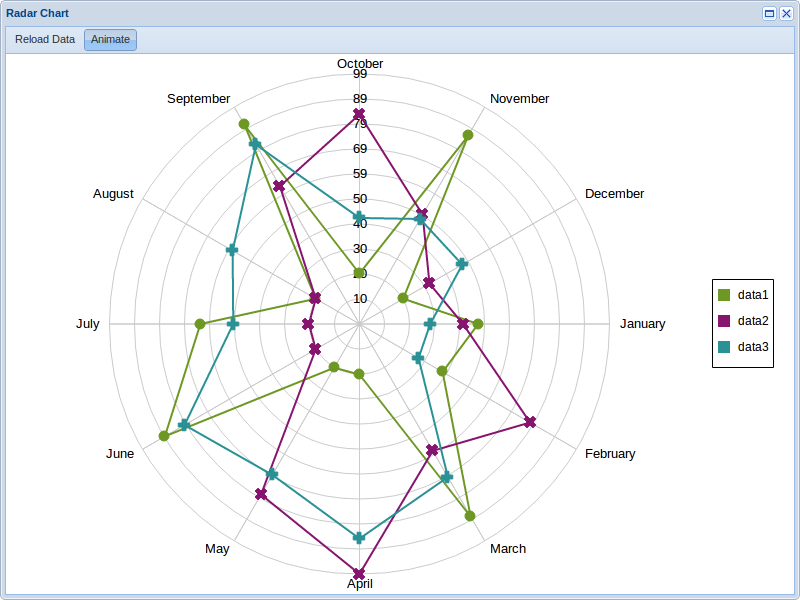 Radar Chart
Reload Data
Animate
October
99
September
November
89
79
69
August
December
59
50
40
30
20
10
July
January
data1
data2
data3
June
February
May
March
April